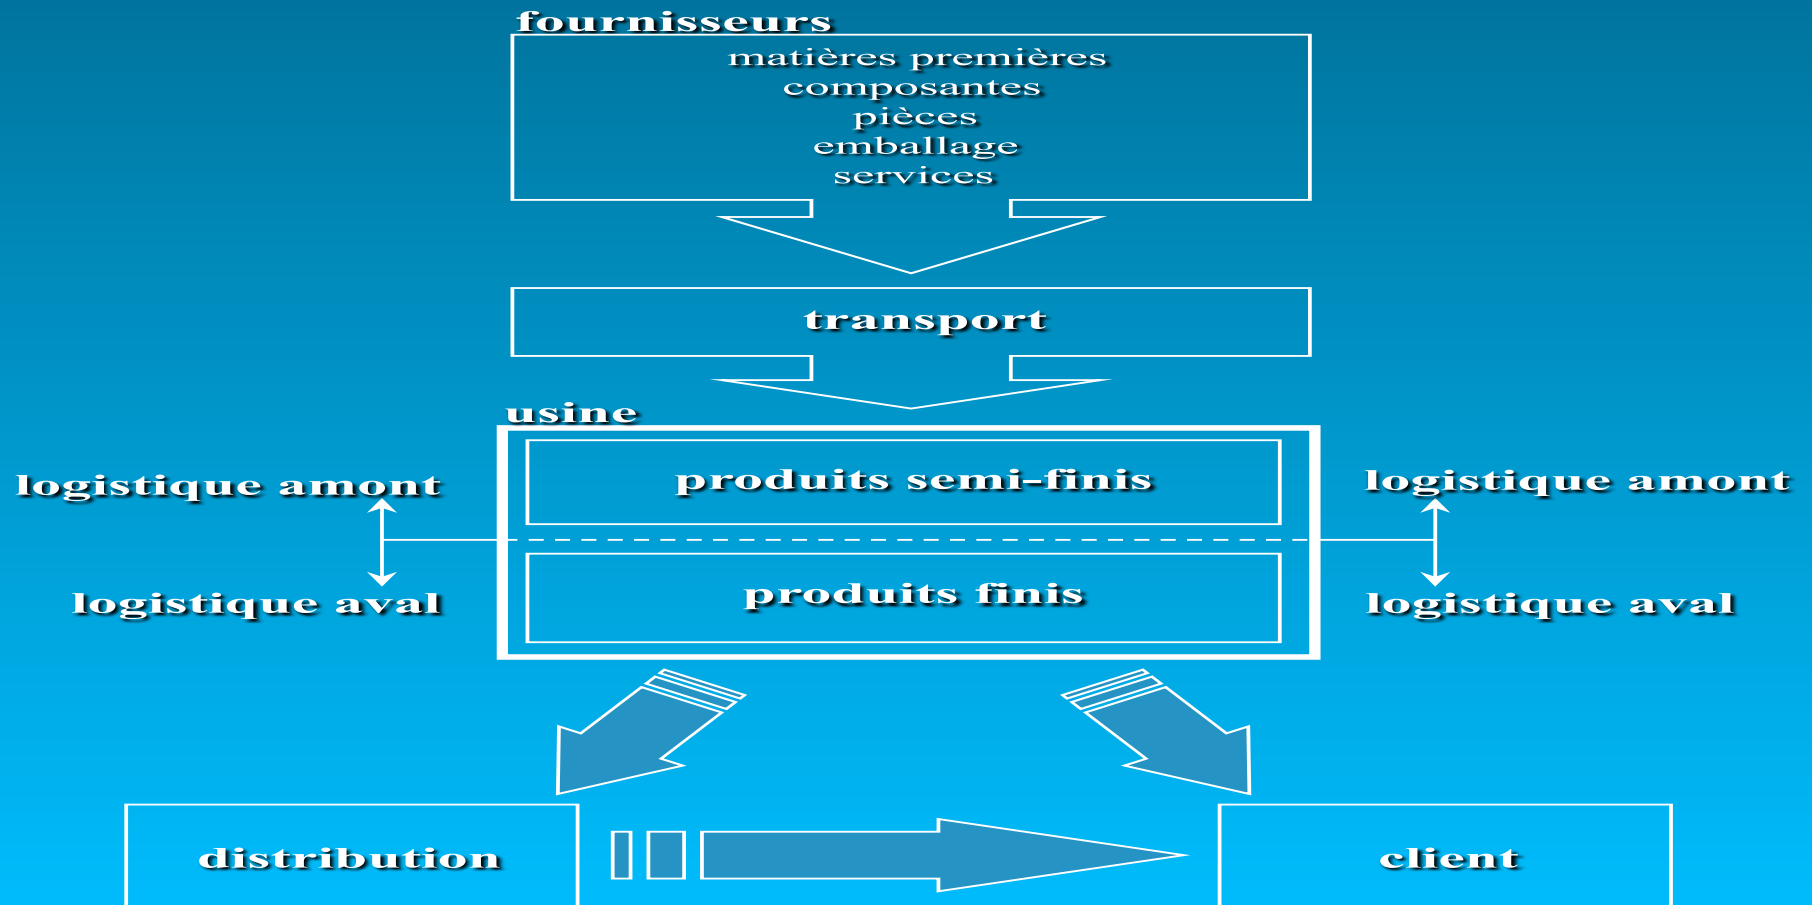 fournisseurs
matières premières
composantes
pièces
emballage
services
transport
usine
produits semi-finis
logistique amont
logistique amont
produits finis
logistique aval
logistique aval
distribution
client